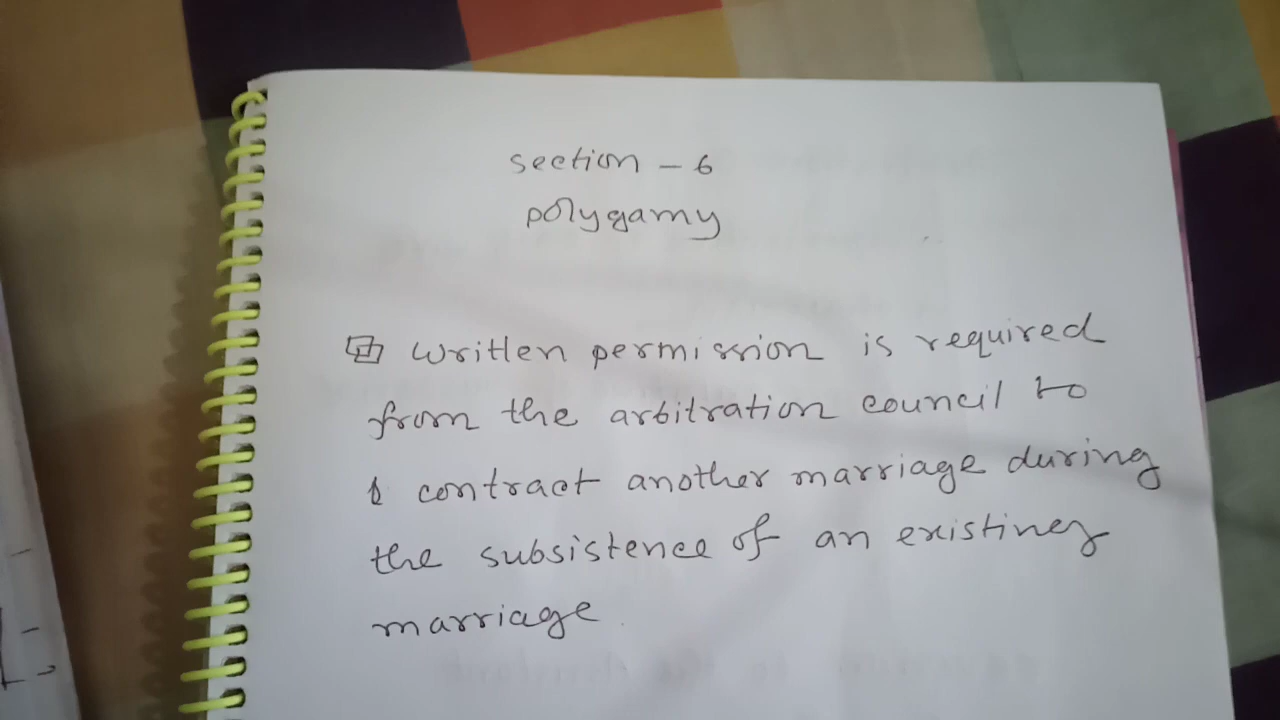 section - 6
polygamy
written permission is required
from the arbitration council to
contract another marriage during
the subsistence of an existing
marriage